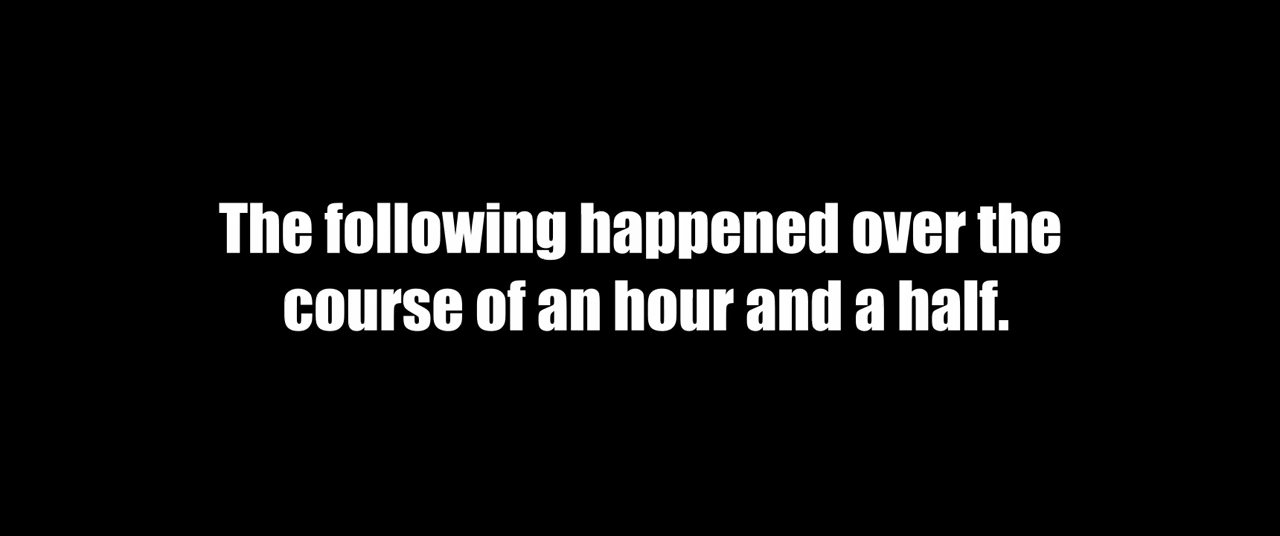 The following happened over the
course of an hour and a half.